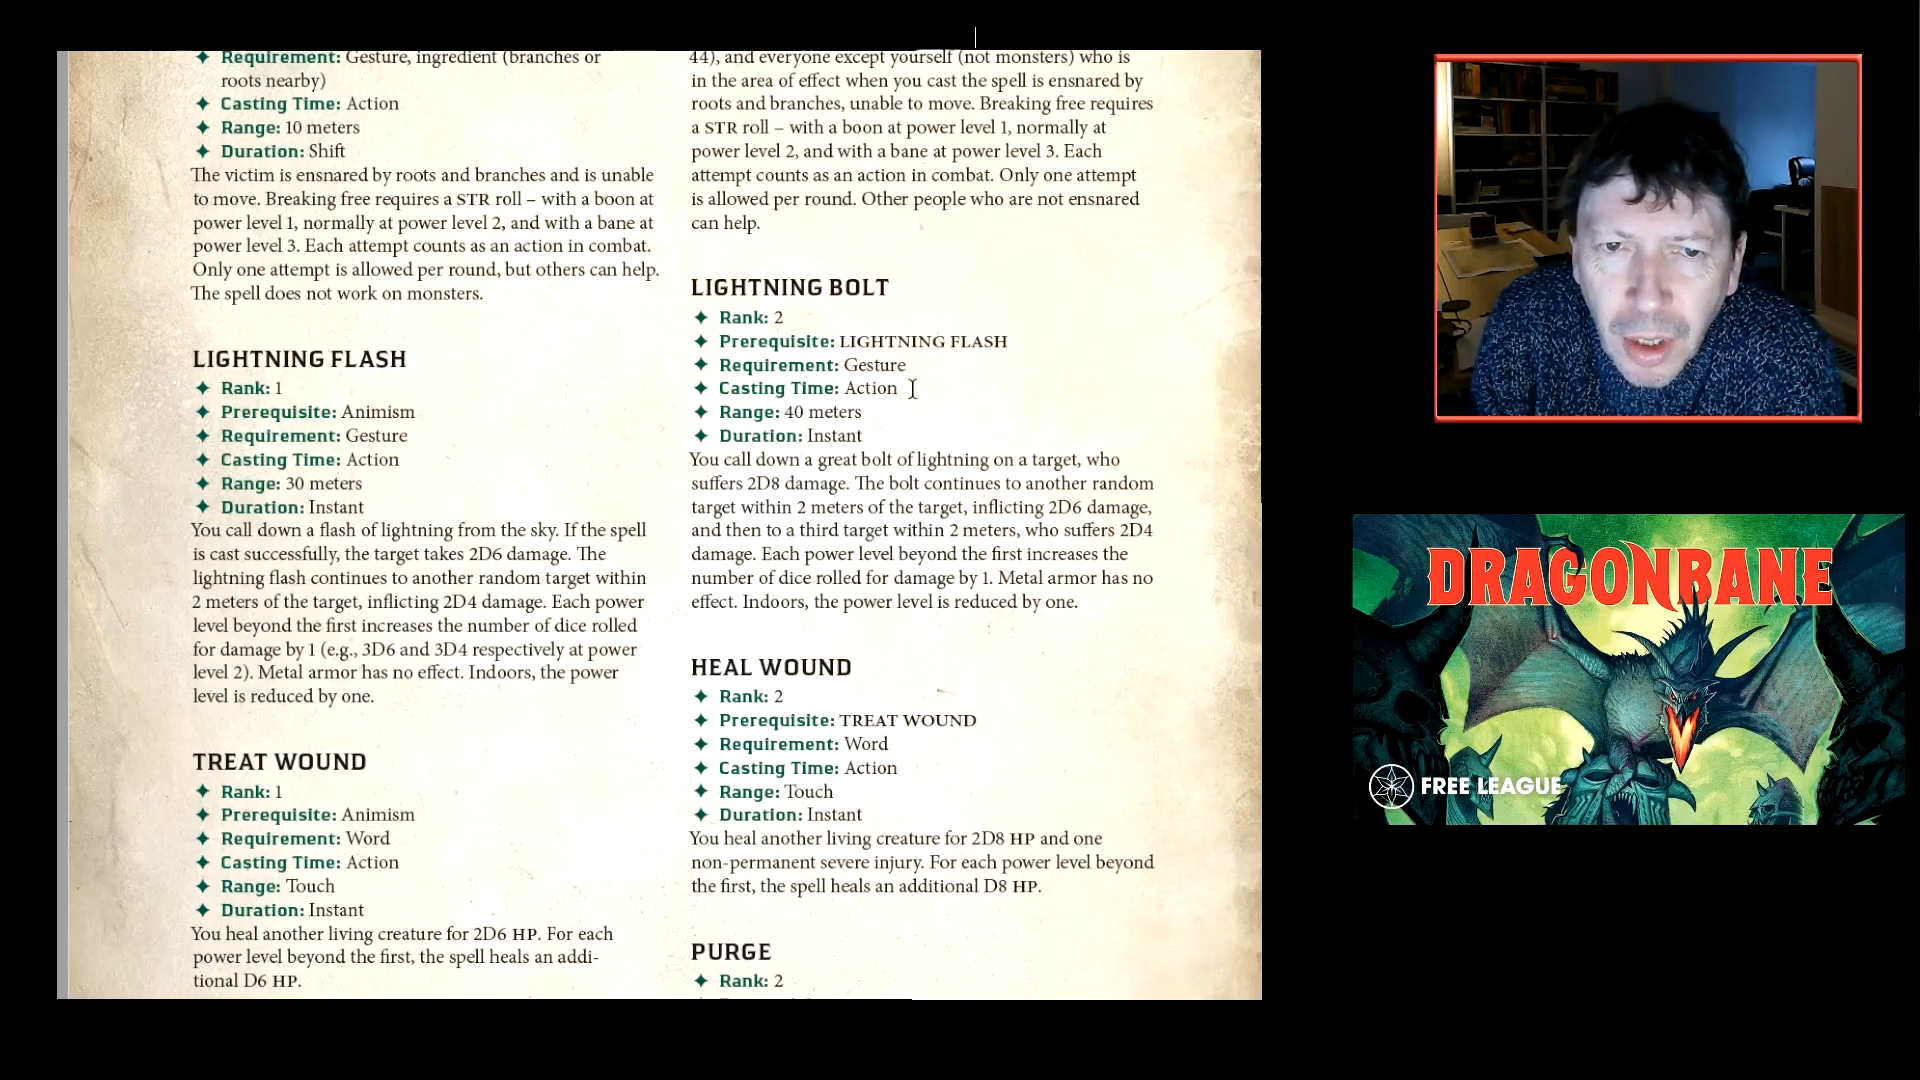 ✦ Requirement: Gesture, ingredient (branches or
roots nearby)
✦ Casting Time: Action
✦ Range: 10 meters
✦ Duration: Shift
The victim is ensnared by roots and branches and is unable
to move. Breaking free requires a STR roll – with a boon at
power level 1, normally at power level 2, and with a bane at
power level 3. Each attempt counts as an action in combat.
Only one attempt is allowed per round, but others can help.
The spell does not work on monsters.
LIGHTNING FLASH
✦ Rank: 1
✦ Prerequisite: Animism
✦ Requirement: Gesture
✦ Casting Time: Action
✦ Range: 30 meters
✦ Duration: Instant
You call down a flash of lightning from the sky. If the spell
is cast successfully, the target takes 2D6 damage. The
lightning flash continues to another random target within
2 meters of the target, inflicting 2D4 damage. Each power
level beyond the first increases the number of dice rolled
for damage by 1 (e.g., 3D6 and 3D4 respectively at power
level 2). Metal armor has no effect. Indoors, the power
level is reduced by one.
TREAT WOUND
✦ Rank: 1
✦ Prerequisite: Animism
✦ Requirement: Word
✦ Casting Time: Action
✦ Range: Touch
✦ Duration: Instant
You heal another living creature for 2D6 HP. For each
power level beyond the first, the spell heals an addi-
tional D6 HP.
44), and everyone except yourself (not monsters) who is
in the area of effect when you cast the spell is ensnared by
roots and branches, unable to move. Breaking free requires
a STR roll – with a boon at power level 1, normally at
power level 2, and with a bane at power level 3. Each
attempt counts as an action in combat. Only one attempt
is allowed per round. Other people who are not ensnared
can help.
LIGHTNING BOLT
✦ Rank: 2
✦ Prerequisite: LIGHTNING FLASH
✦ Requirement: Gesture
✦ Casting Time: Action
✦ Range: 40 meters
✦ Duration: Instant
You call down a great bolt of lightning on a target, who
suffers 2D8 damage. The bolt continues to another random
target within 2 meters of the target, inflicting 2D6 damage,
and then to a third target within 2 meters, who suffers 2D4
damage. Each power level beyond the first increases the
number of dice rolled for damage by 1. Metal armor has no
effect. Indoors, the power level is reduced by one.
HEAL WOUND
✦ Rank: 2
✦ Prerequisite: TREAT WOUND
✦ Requirement: Word
✦ Casting Time: Action
✦ Range: Touch
✦ Duration: Instant
You heal another living creature for 2D8 HP and one
non-permanent severe injury. For each power level beyond
the first, the spell heals an additional D8 HP.
PURGE
✦ Rank: 2
DRAGONBANE
FREE LEAGUE